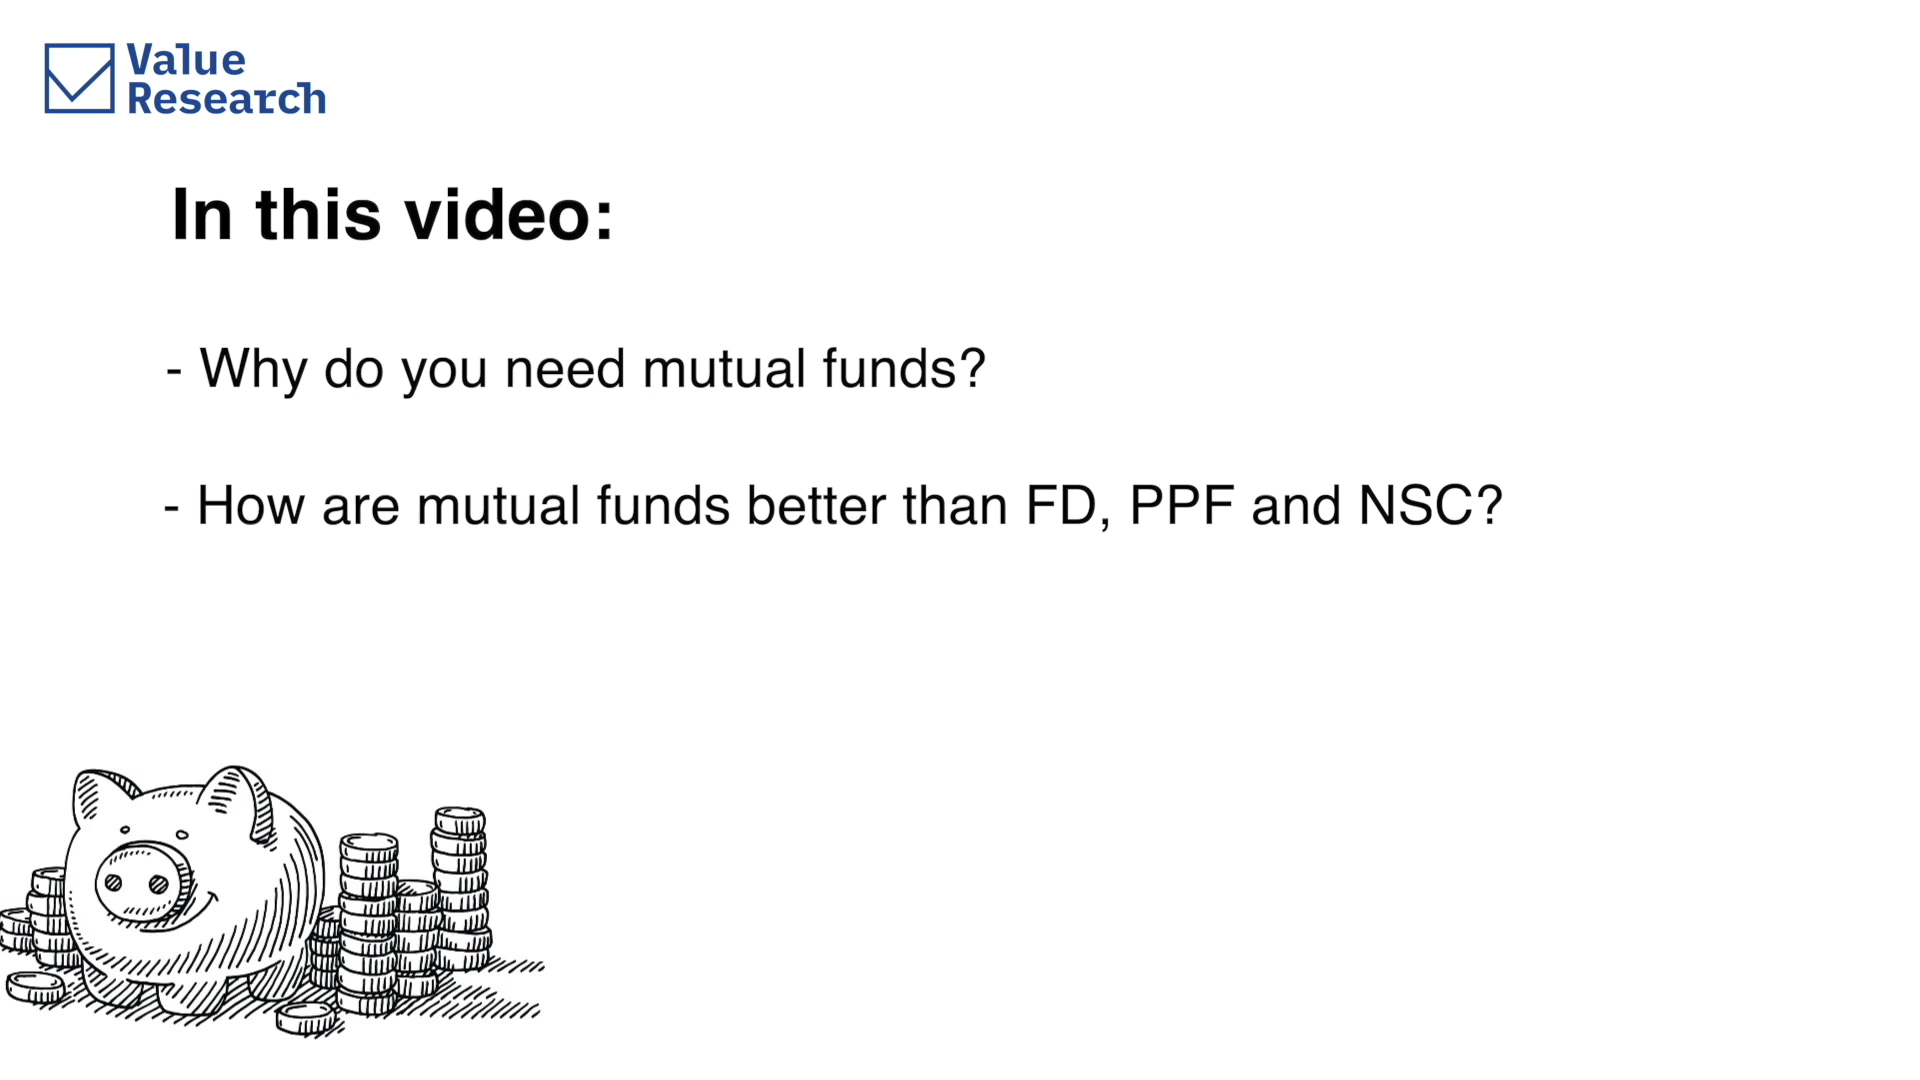 Value
Research
In this video:
- Why do you need mutual funds?
- How are mutual funds better than FD, PPF and NSC?